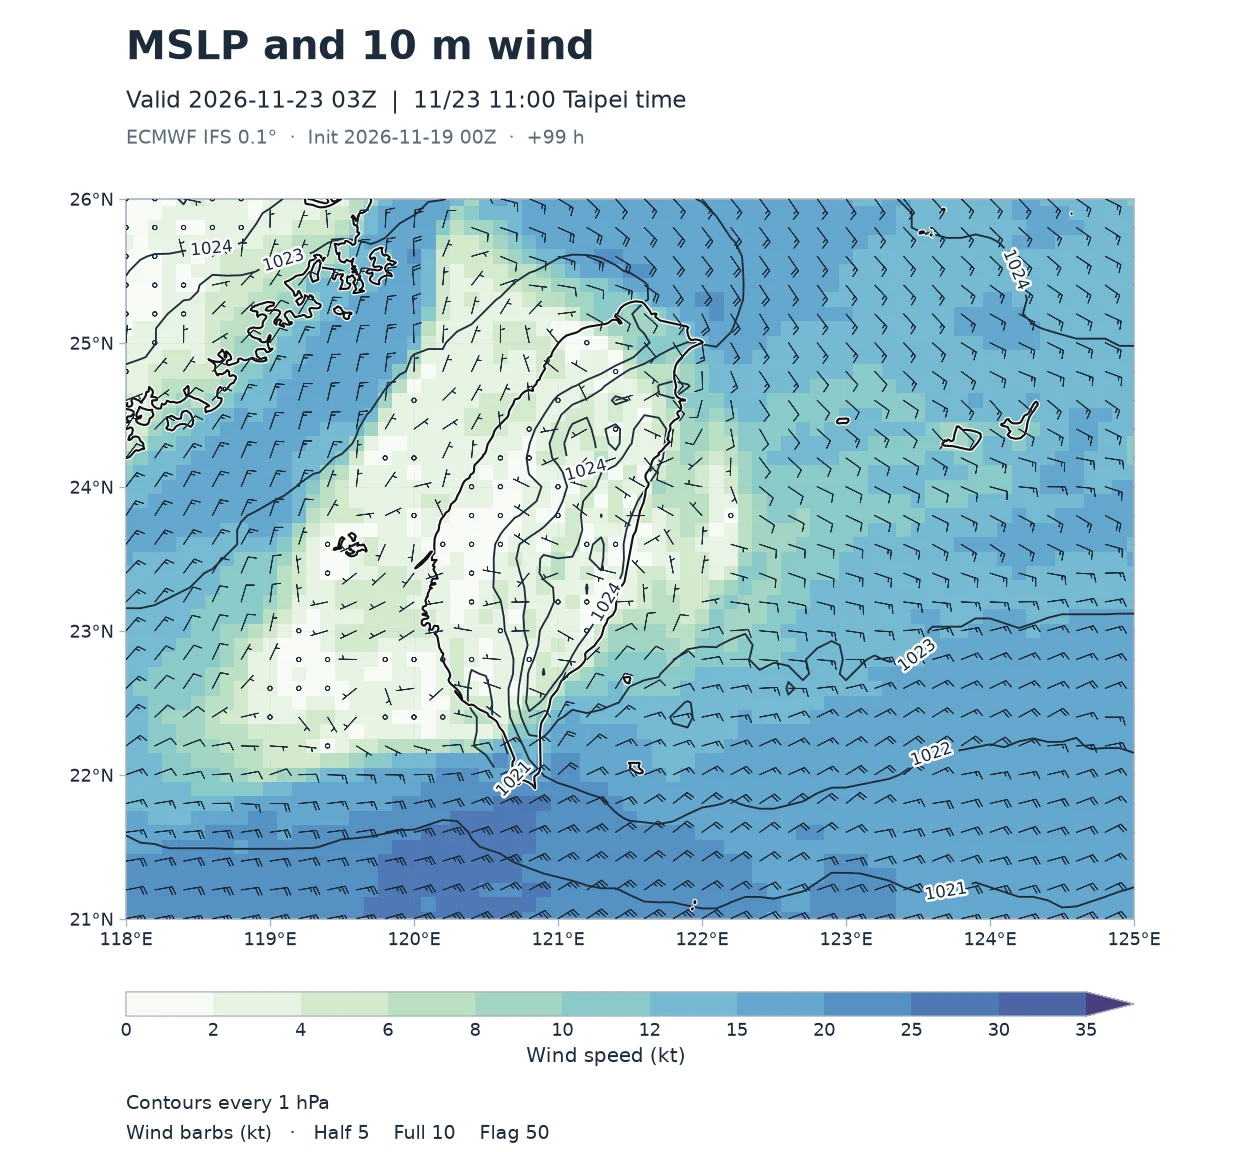 MSLP and 10 m wind
Valid 2026-11-23 03Z | 11/23 11:00 Taipei time
ECMWF IFS 0.1° · Init 2026-11-19 00Z · +99 h
26°N
1024
1023
1024
25°N
1024
24°N
1024
23°N
1023
1022
22°N
1021
1021
21°N
118°E 119°E 120°E 121°E 122°E 123°E 124°E 125°E
0 2 4 6 8 10 12 15 20 25 30 35
Wind speed (kt)
Contours every 1 hPa
Wind barbs (kt) · Half 5 Full 10 Flag 50